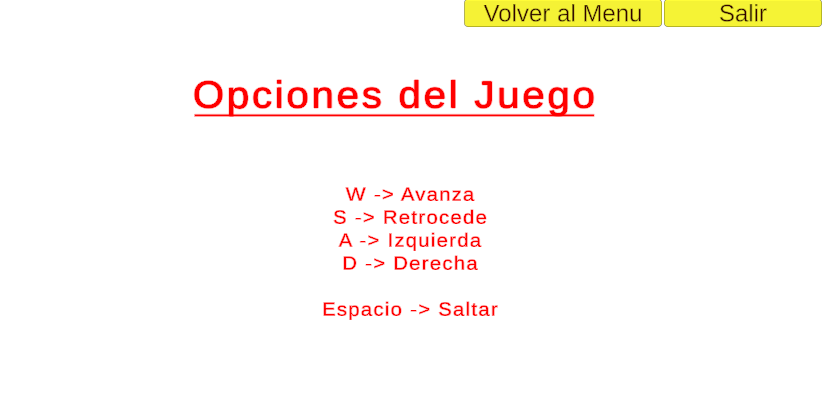 Volver al Menu
Salir
Opciones del Juego
W -> Avanza
S -> Retrocede
A -> Izquierda
D -> Derecha
Espacio -> Saltar